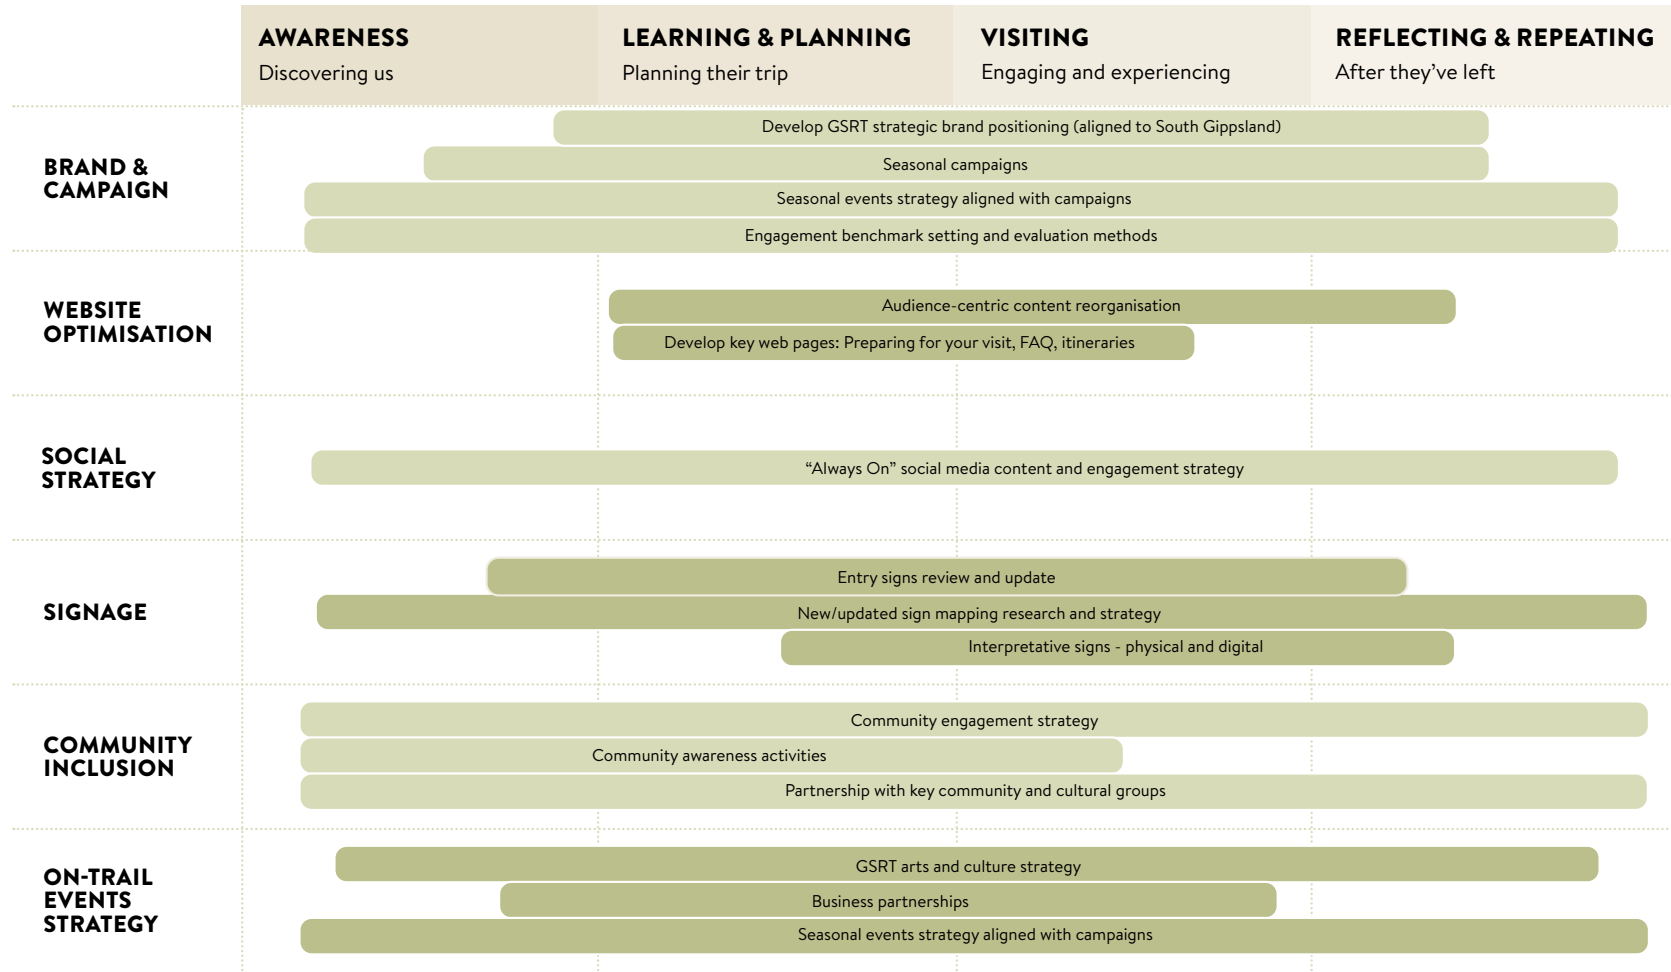 AWARENESS
Discovering us
LEARNING & PLANNING
Planning their trip
VISITING
Engaging and experiencing
REFLECTING & REPEATING
After they’ve left
BRAND &
CAMPAIGN
Develop GSRT strategic brand positioning (aligned to South Gippsland)
Seasonal campaigns
Seasonal events strategy aligned with campaigns
Engagement benchmark setting and evaluation methods
WEBSITE
OPTIMISATION
Audience-centric content reorganisation
Develop key web pages: Preparing for your visit, FAQ, itineraries
SOCIAL
STRATEGY
“Always On” social media content and engagement strategy
SIGNAGE
Entry signs review and update
New/updated sign mapping research and strategy
Interpretative signs - physical and digital
COMMUNITY
INCLUSION
Community engagement strategy
Community awareness activities
Partnership with key community and cultural groups
ON-TRAIL
EVENTS
STRATEGY
GSRT arts and culture strategy
Business partnerships
Seasonal events strategy aligned with campaigns